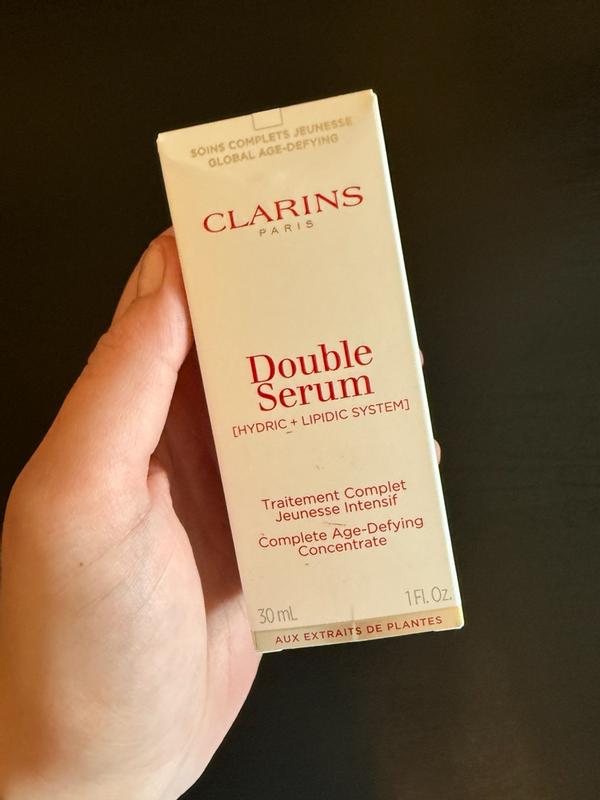 SOINS COMPLETS JEUNESSE
GLOBAL AGE-DEFYING
CLARINS
PARIS
Double
Serum
[HYDRIC + LIPIDIC SYSTEM]
Traitement Complet
Jeunesse Intensif
Complete Age-Defying
Concentrate
30 mL 1 Fl. Oz.
AUX EXTRAITS DE PLANTES